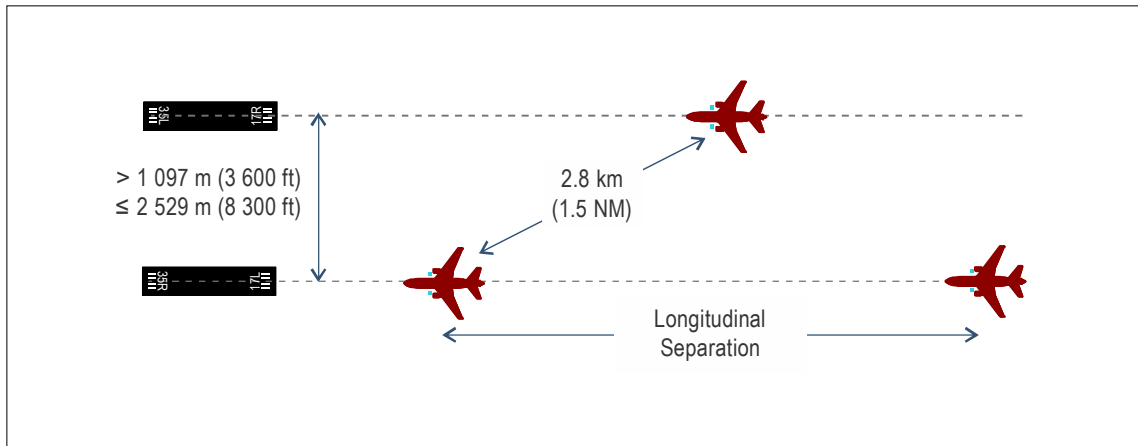 35L
17R
> 1 097 m (3 600 ft)
≤ 2 529 m (8 300 ft)
2.8 km
(1.5 NM)
35R
17L
Longitudinal
Separation